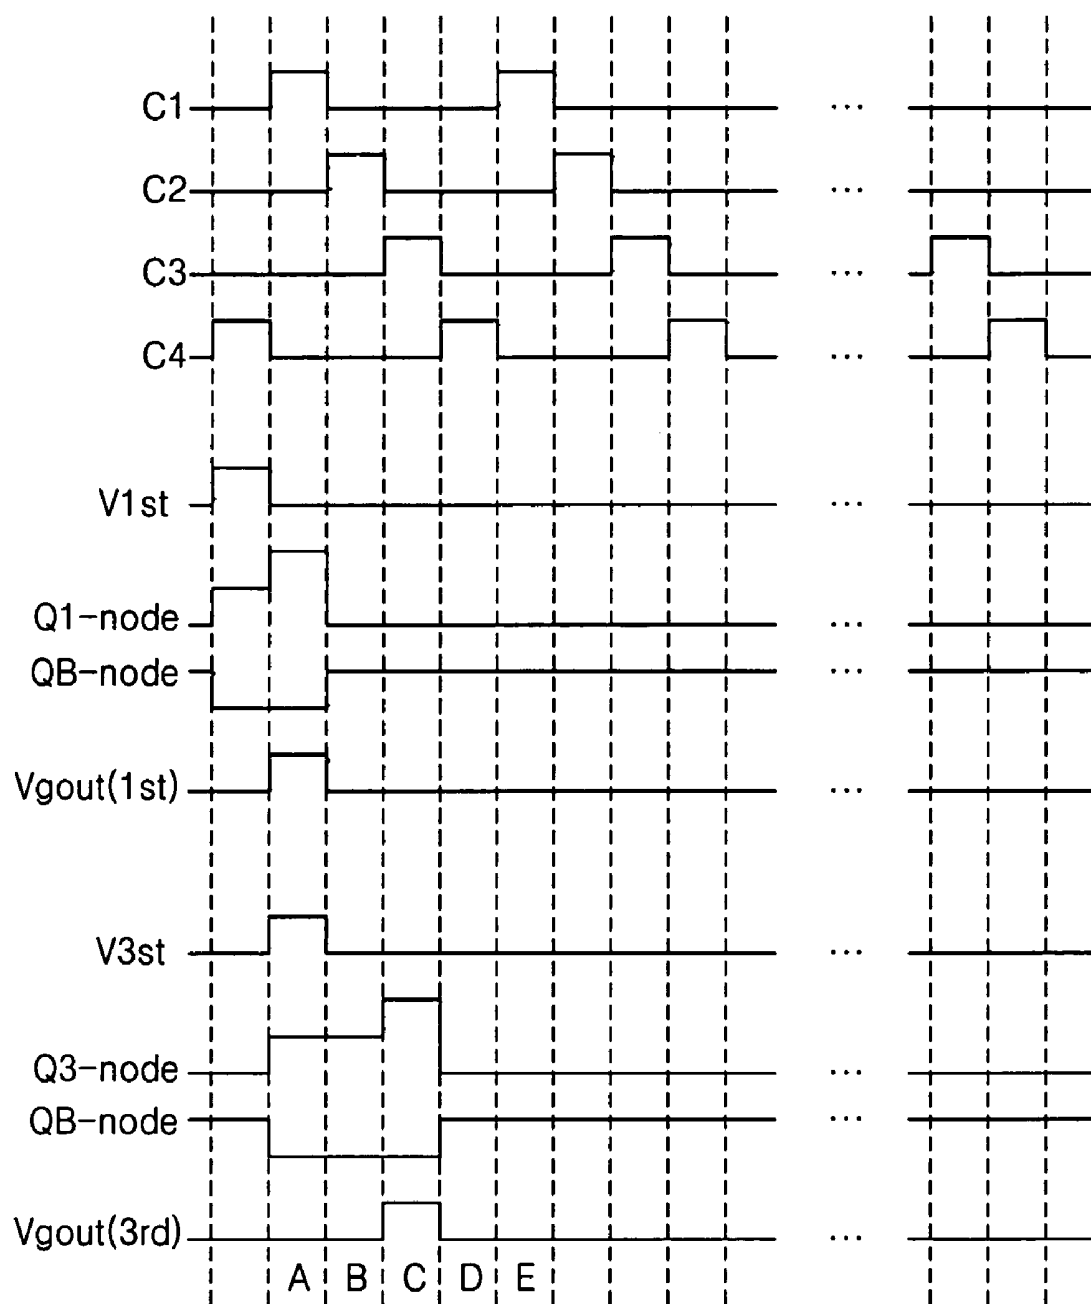 C1 ...
C2 ...
C3 ...
C4 ...
V1st ...
Q1-node ...
QB-node ...
Vgout(1st) ...
V3st ...
Q3-node ...
QB-node ...
Vgout(3rd) ...
A B C D E